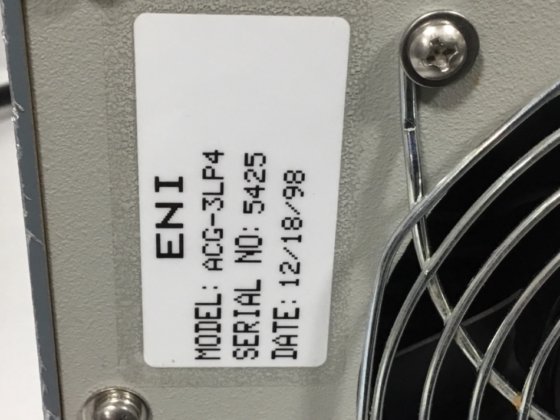 ENI
MODEL: ACG-3LP4
SERIAL NO: 5425
DATE: 12/18/98